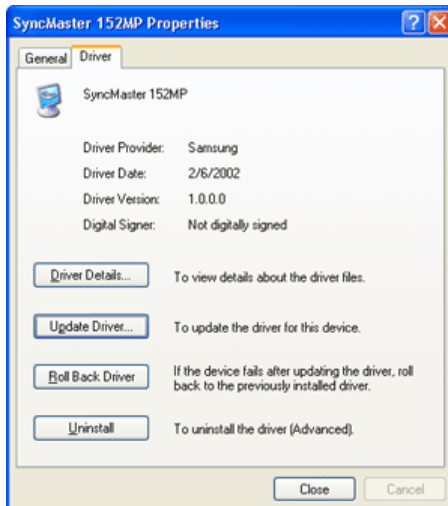 SyncMaster 152MP Properties
General Driver
SyncMaster 152MP
Driver Provider: Samsung
Driver Date: 2/6/2002
Driver Version: 1.0.0.0
Digital Signer: Not digitally signed
Driver Details... To view details about the driver files.
Update Driver... To update the driver for this device.
Roll Back Driver If the device fails after updating the driver, roll
back to the previously installed driver.
Uninstall To uninstall the driver (Advanced).
Close Cancel